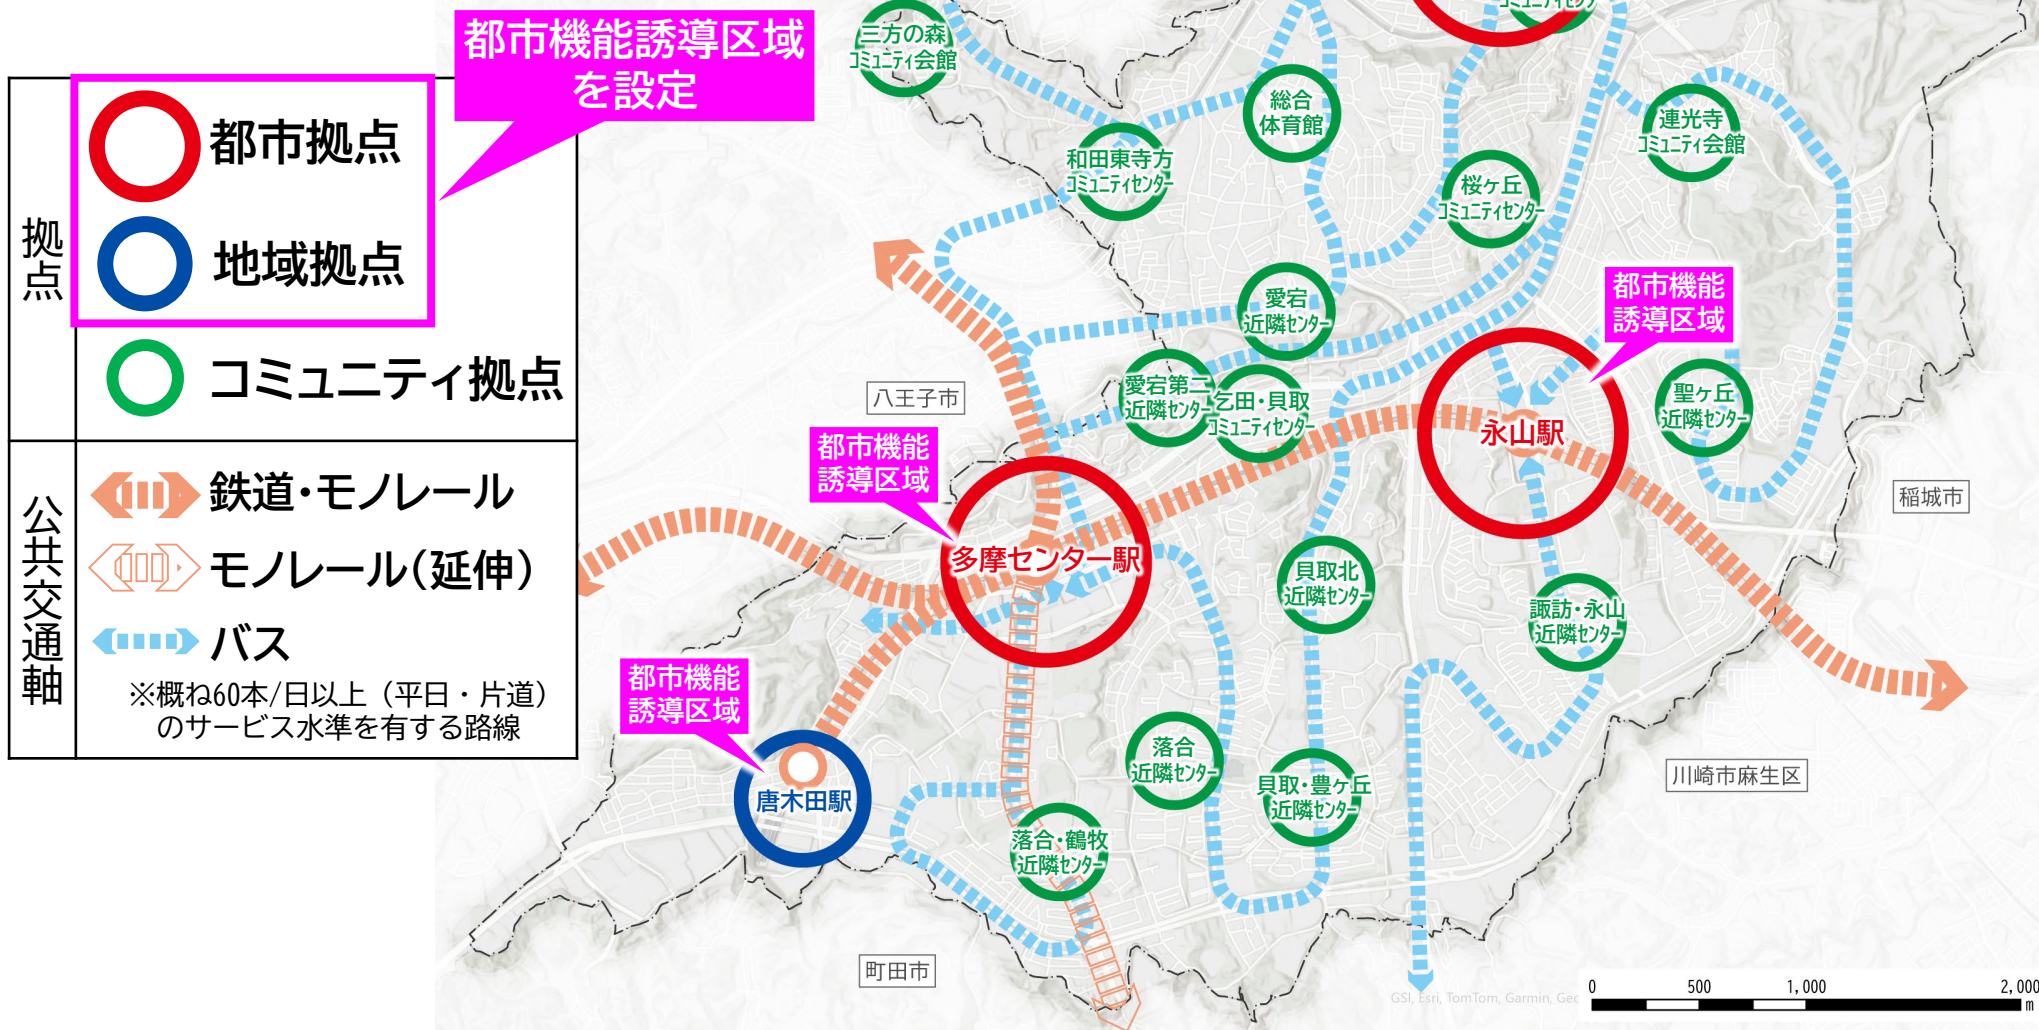 都市機能誘導区域
を設定
拠点
都市拠点
地域拠点
コミュニティ拠点
公共交通軸
鉄道・モノレール
モノレール（延伸）
バス
※概ね60本/日以上（平日・片道）
のサービス水準を有する路線
三方の森
コミュニティ会館
コミュニティセンター
総合
体育館
連光寺
コミュニティ会館
和田東寺方
コミュニティセンター
桜ヶ丘
コミュニティセンター
都市機能
誘導区域
愛宕
近隣センター
八王子市
愛宕第二
近隣センター
乞田・貝取
コミュニティセンター
永山駅
聖ヶ丘
近隣センター
都市機能
誘導区域
稲城市
多摩センター駅
貝取北
近隣センター
諏訪・永山
近隣センター
都市機能
誘導区域
唐木田駅
落合
近隣センター
貝取・豊ヶ丘
近隣センター
川崎市麻生区
落合・鶴牧
近隣センター
町田市
0 500 1,000 2,000
m
GSI, Esri, TomTom, Garmin, Geo